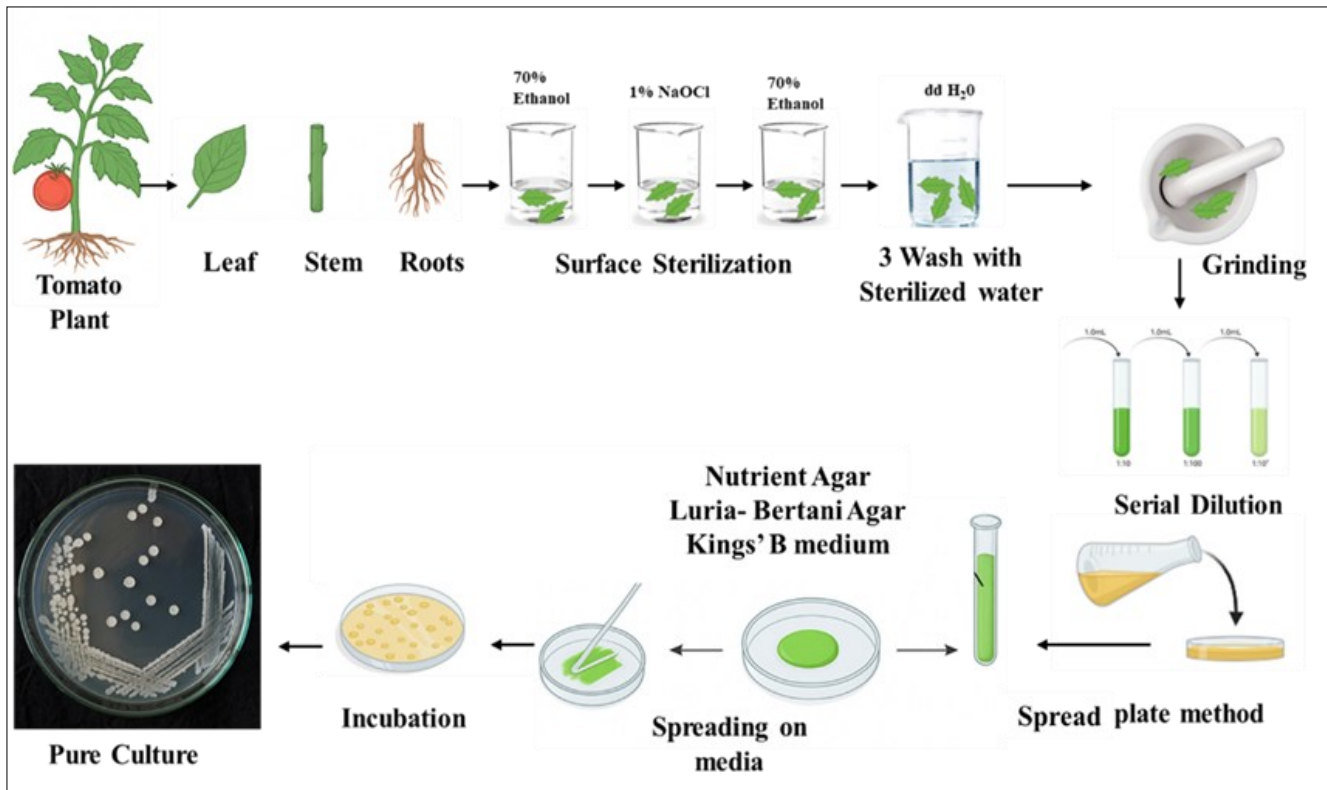 70%
Ethanol
1% NaOCl
70%
Ethanol
dd H₂0
Tomato
Plant
Leaf
Stem
Roots
Surface Sterilization
3 Wash with
Sterilized water
Grinding
1.0mL
1.0mL
1.0mL
1:10
1:100
Serial Dilution
Nutrient Agar
Luria- Bertani Agar
Kings' B medium
Spread plate method
Spreading on
media
Incubation
Pure Culture